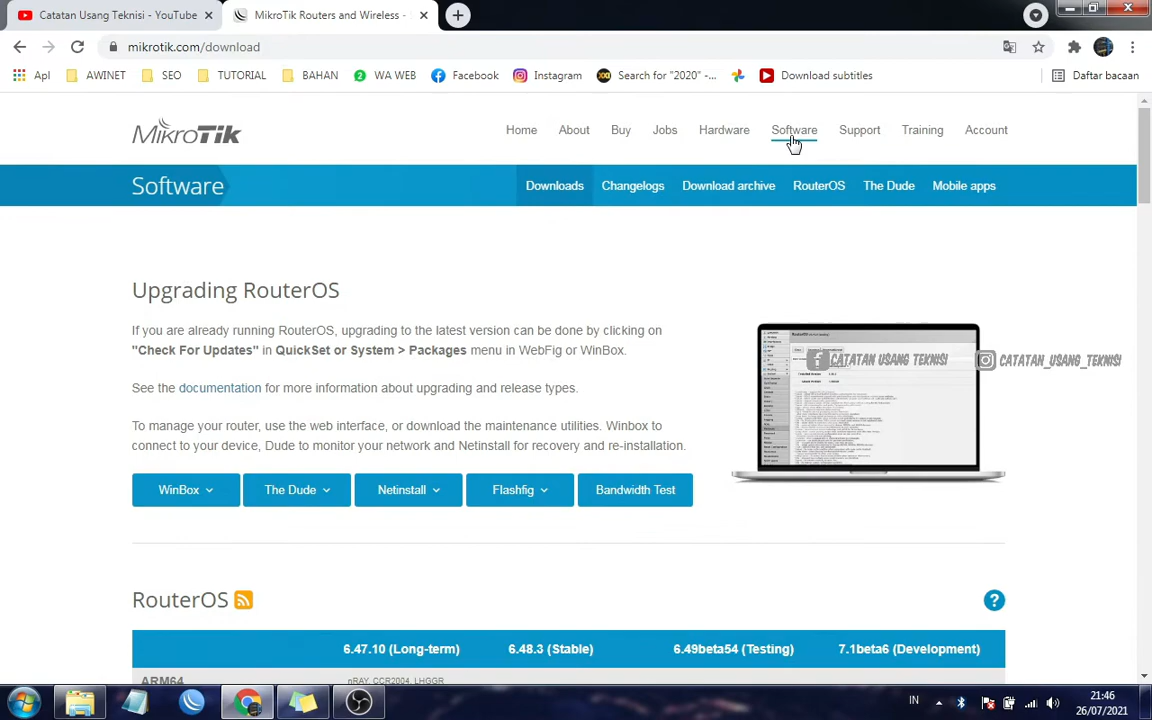 Catatan Usang Teknisi - YouTube
MikroTik Routers and Wireless -
mikrotik.com/download
Apl
AWINET
SEO
TUTORIAL
BAHAN
WA WEB
Facebook
Instagram
Search for "2020" -...
Download subtitles
Daftar bacaan
MikroTik
Home
About
Buy
Jobs
Hardware
Software
Support
Training
Account
Software
Downloads
Changelogs
Download archive
RouterOS
The Dude
Mobile apps
Upgrading RouterOS
If you are already running RouterOS, upgrading to the latest version can be done by clicking on
"Check For Updates" in QuickSet or System > Packages menu in WebFig or WinBox.
See the documentation for more information about upgrading and release types.
To manage your router, use the web interface, or download the maintenance utilities. Winbox to
connect to your device, Dude to monitor your network and Netinstall for recovery and re-installation.
CATATAN USANG TEKNISI
CATATAN_USANG_TEKNISI
WinBox
The Dude
Netinstall
Flashfig
Bandwidth Test
RouterOS
?
6.47.10 (Long-term)
6.48.3 (Stable)
6.49beta54 (Testing)
7.1beta6 (Development)
ARM64
nRAY, CCR2004, LHGGR
IN
21:46
26/07/2021